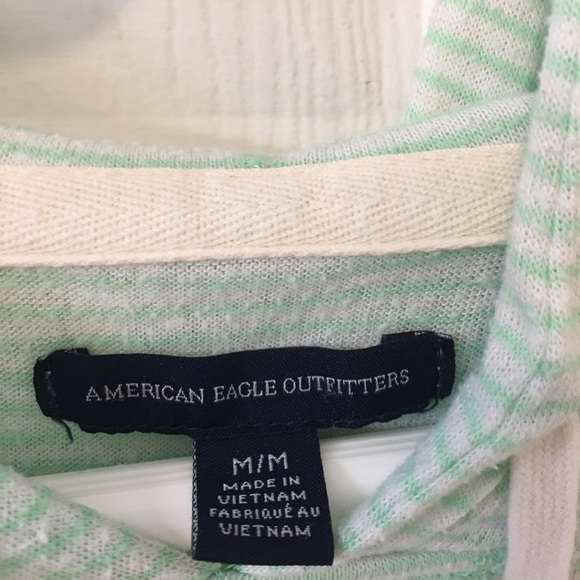 AMERICAN EAGLE OUTFITTERS
M/M
MADE IN
VIETNAM
FABRIQUÉ AU
VIETNAM